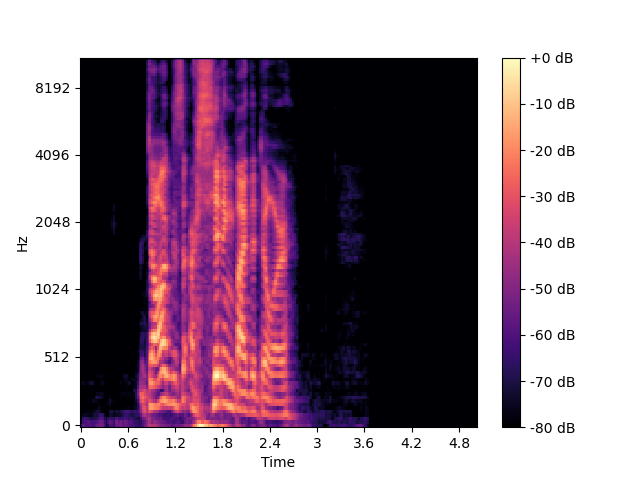 8192
4096
2048
1024
512
0
Hz
0 0.6 1.2 1.8 2.4 3 3.6 4.2 4.8
Time
+0 dB
-10 dB
-20 dB
-30 dB
-40 dB
-50 dB
-60 dB
-70 dB
-80 dB